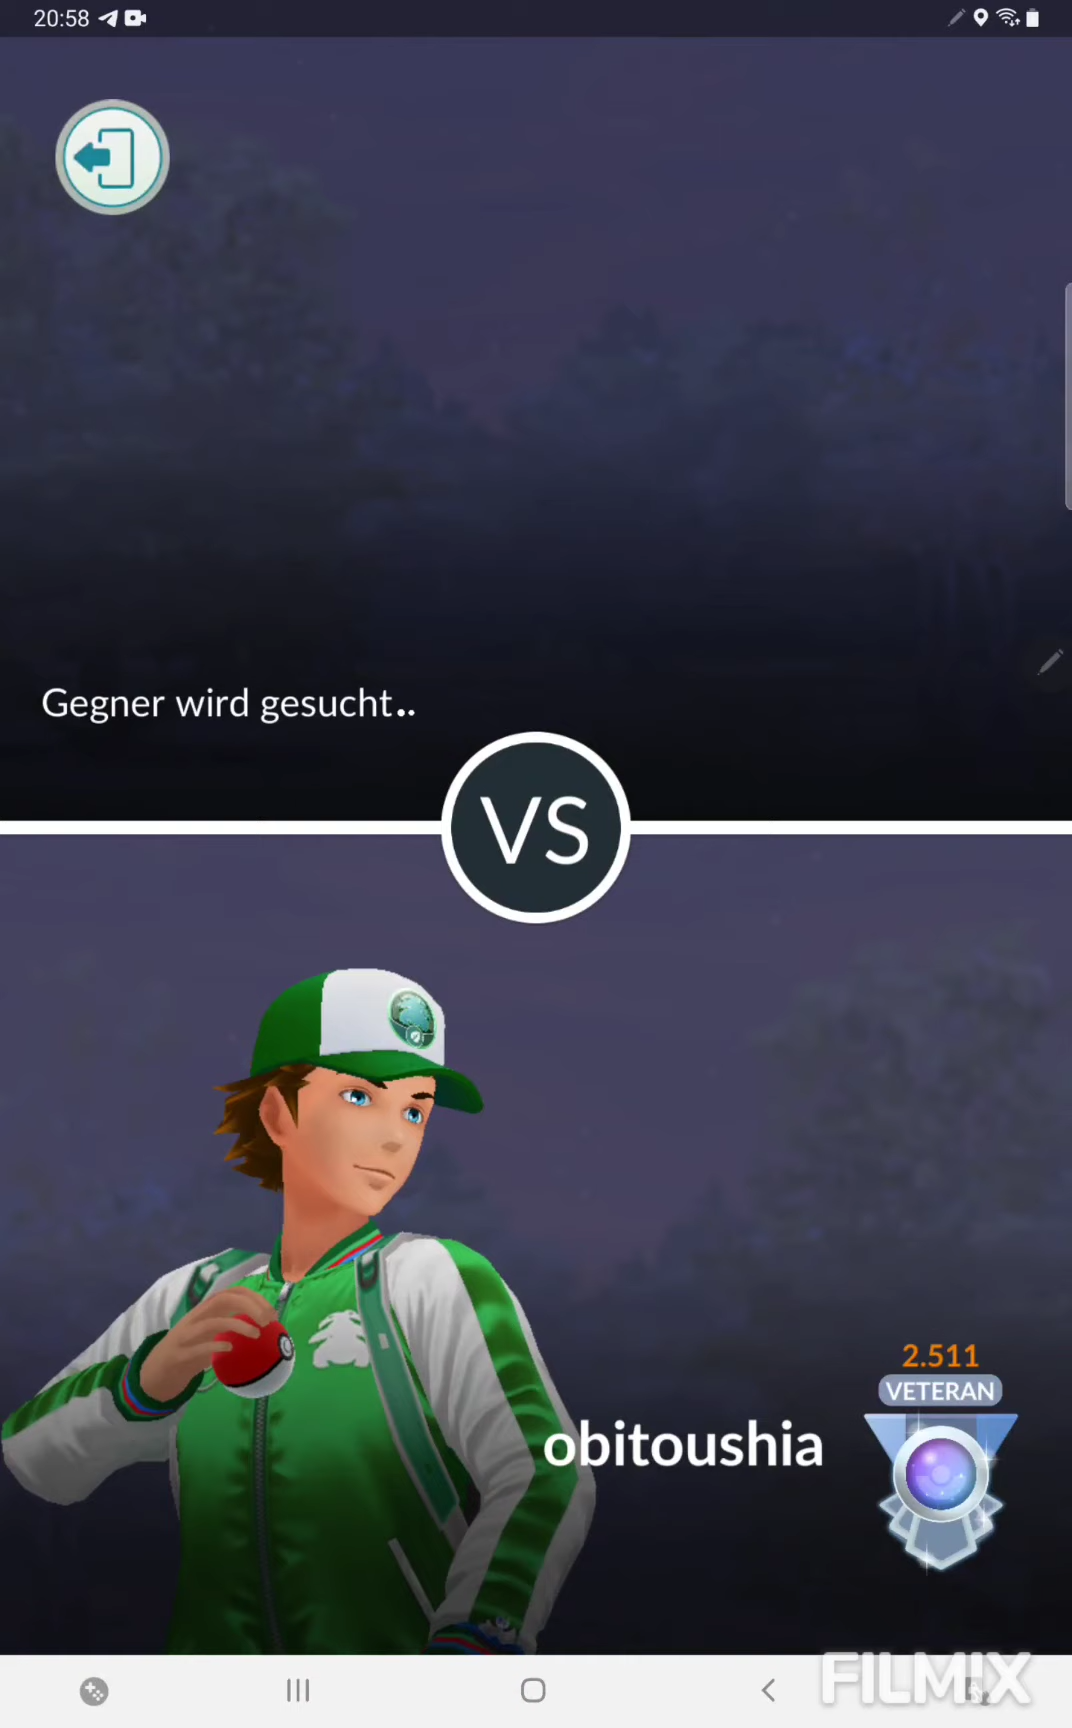 20:58
Gegner wird gesucht..
VS
2.511
VETERAN
obitoushia
FILMIX